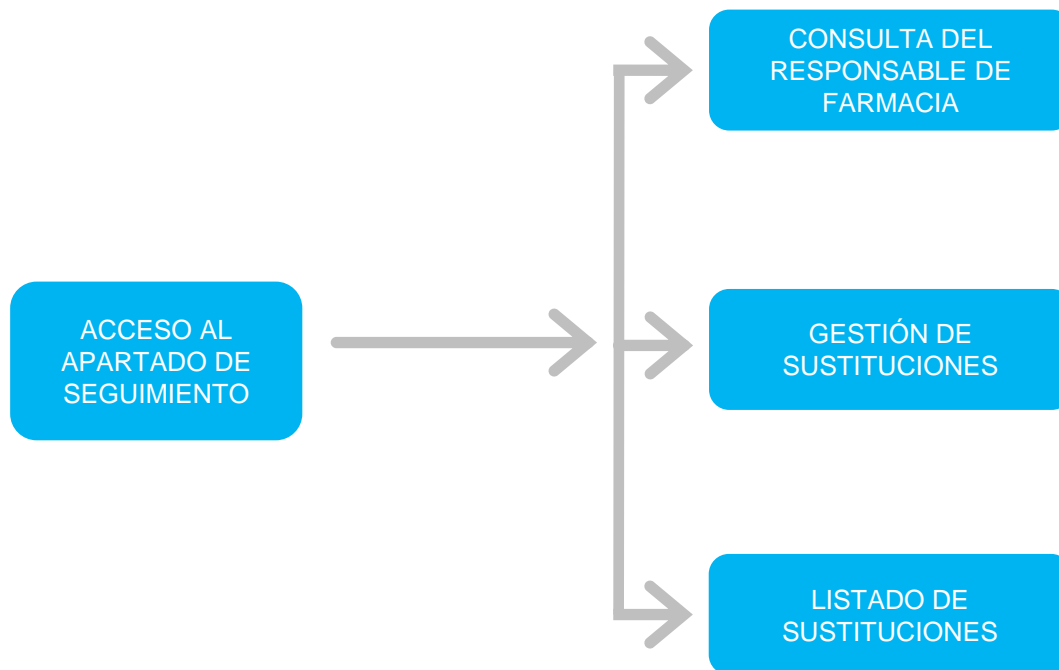 CONSULTA DEL
RESPONSABLE DE
FARMACIA
ACCESO AL
APARTADO DE
SEGUIMIENTO
GESTIÓN DE
SUSTITUCIONES
LISTADO DE
SUSTITUCIONES